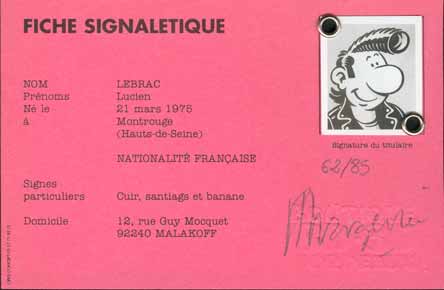 FICHE SIGNALETIQUE
NOM LEBRAC
Prénoms Lucien
Né le 21 mars 1975
à Montrouge
(Hauts-de-Seine)
NATIONALITÉ FRANÇAISE
Signes
particuliers Cuir, santiags et banane
Domicile 12, rue Guy Mocquet
92240 MALAKOFF
Signature du titulaire
62/85